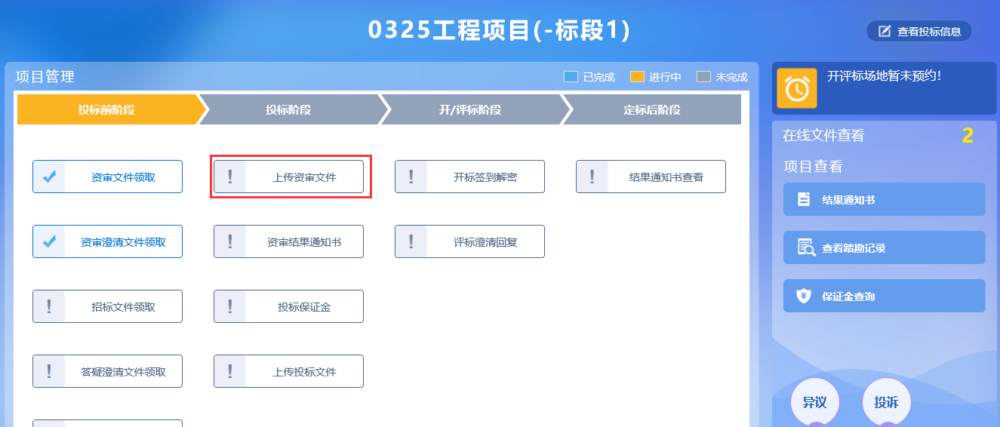 0325工程项目(-标段1)
查看投标信息
项目管理
已完成
进行中
未完成
投标前阶段
投标阶段
开/评标阶段
定标后阶段
资审文件领取
上传资审文件
开标签到解密
结果通知书查看
资审澄清文件领取
资审结果通知书
评标澄清回复
招标文件领取
投标保证金
答疑澄清文件领取
上传投标文件
开评标场地暂未预约!
在线文件查看
2
项目查看
结果通知书
查看踏勘记录
保证金查询
异议
投诉